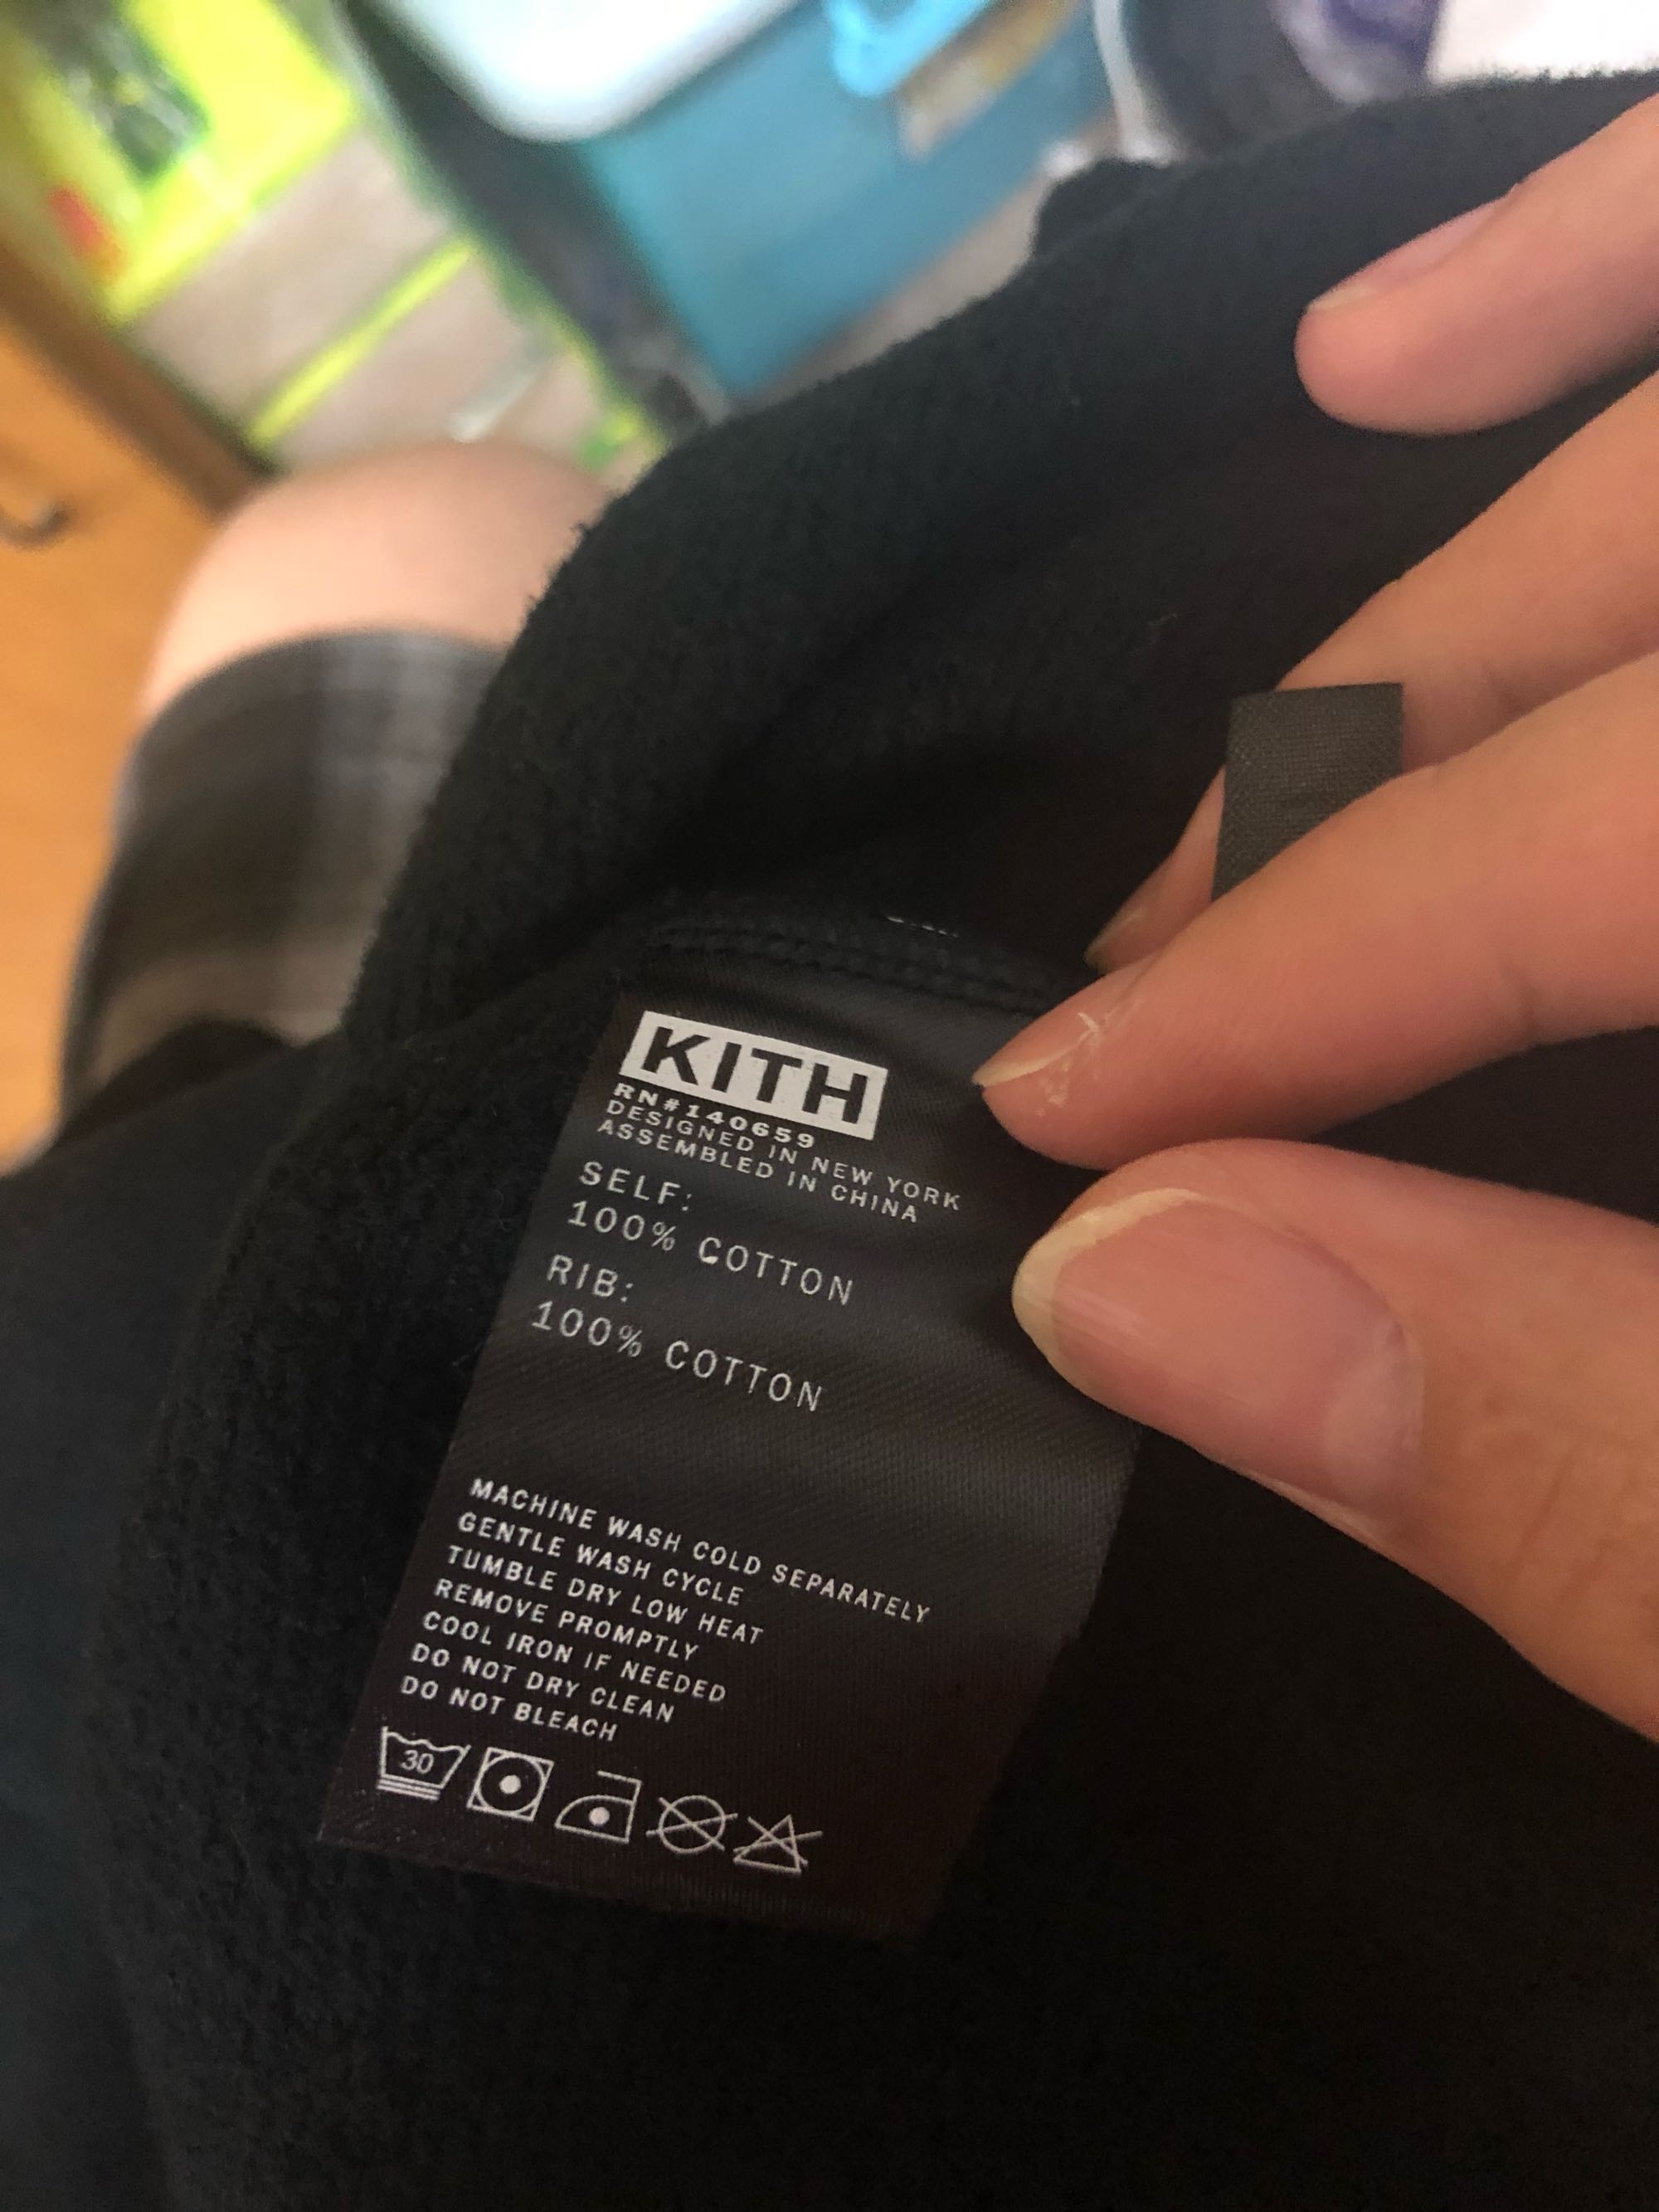 KITH
RN#140659
DESIGNED IN NEW YORK
ASSEMBLED IN CHINA
SELF:
100% COTTON
RIB:
100% COTTON
MACHINE WASH COLD SEPARATELY
GENTLE WASH CYCLE
TUMBLE DRY LOW HEAT
REMOVE PROMPTLY
COOL IRON IF NEEDED
DO NOT DRY CLEAN
DO NOT BLEACH
30